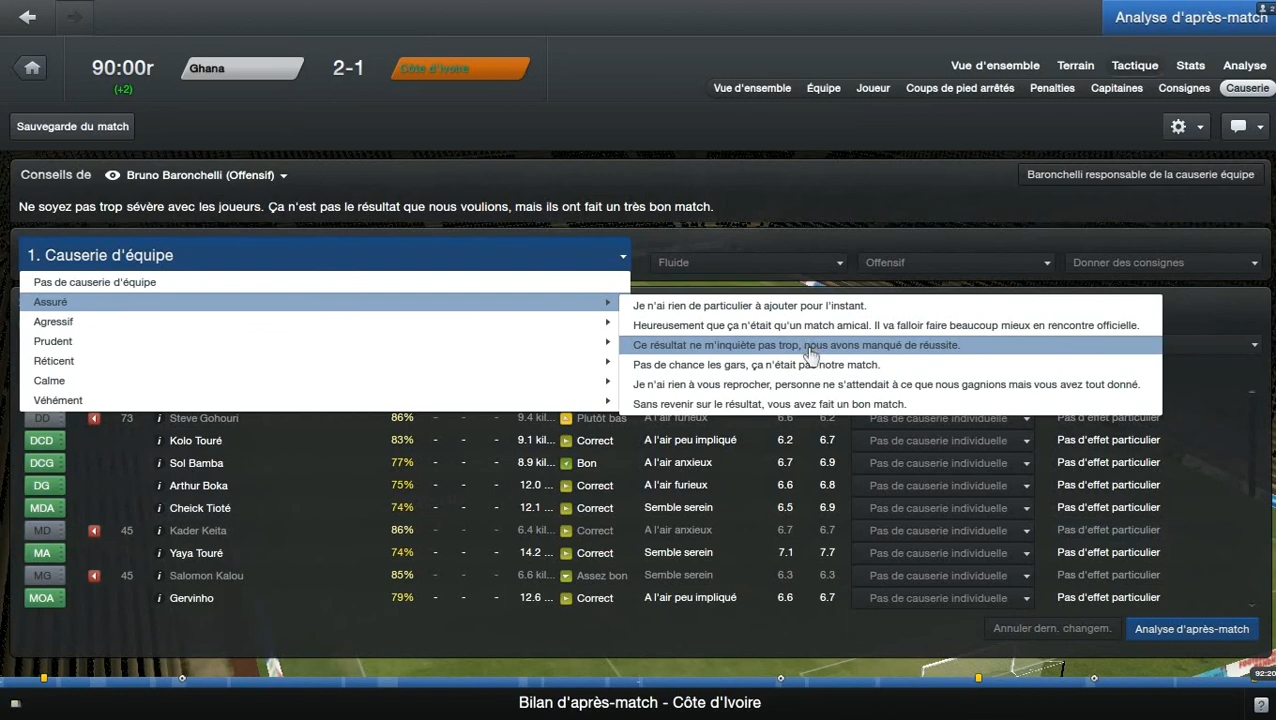 2
Analyse d'après-match
90:00r
(+2)
Ghana
2-1
Côte d'Ivoire
Vue d'ensemble Terrain Tactique Stats Analyse
Vue d'ensemble Équipe Joueur Coups de pied arrêtés Penalties Capitaines Consignes Causerie
Sauvegarde du match
Conseils de Bruno Baronchelli (Offensif)
Baronchelli responsable de la causerie équipe
Ne soyez pas trop sévère avec les joueurs. Ça n'est pas le résultat que nous voulions, mais ils ont fait un très bon match.
1. Causerie d'équipe
Fluide Offensif Donner des consignes
Pas de causerie d'équipe
Assuré
Agressif
Prudent
Réticent
Calme
Véhément
Je n'ai rien de particulier à ajouter pour l'instant.
Heureusement que ça n'était qu'un match amical. Il va falloir faire beaucoup mieux en rencontre officielle.
Ce résultat ne m'inquiète pas trop, nous avons manqué de réussite.
Pas de chance les gars, ça n'était pas notre match.
Je n'ai rien à vous reprocher, personne ne s'attendait à ce que nous gagnions mais vous avez tout donné.
Sans revenir sur le résultat, vous avez fait un bon match.
DD 73 i Steve Gohouri 86% - - - 9.4 kil... Plutôt bas A l'air furieux 6.6 6.2 Pas de causerie individuelle Pas d'effet particulier
DCD i Kolo Touré 83% - - - 9.1 kil... Correct A l'air peu impliqué 6.2 6.7 Pas de causerie individuelle Pas d'effet particulier
DCG i Sol Bamba 77% - - - 8.9 kil... Bon A l'air anxieux 6.7 6.9 Pas de causerie individuelle Pas d'effet particulier
DG i Arthur Boka 75% - - - 12.0 ... Correct A l'air furieux 6.6 6.8 Pas de causerie individuelle Pas d'effet particulier
MDA i Cheick Tioté 74% - - - 12.1 ... Correct Semble serein 6.5 6.9 Pas de causerie individuelle Pas d'effet particulier
MD 45 i Kader Keita 86% - - - 6.4 kil... Correct A l'air anxieux 6.7 6.7 Pas de causerie individuelle Pas d'effet particulier
MA i Yaya Touré 74% - - - 14.2 ... Correct Semble serein 7.1 7.7 Pas de causerie individuelle Pas d'effet particulier
MG 45 i Salomon Kalou 85% - - - 6.6 kil... Assez bon Semble serein 6.3 6.3 Pas de causerie individuelle Pas d'effet particulier
MOA i Gervinho 79% - - - 12.6 ... Correct A l'air peu impliqué 6.6 6.7 Pas de causerie individuelle Pas d'effet particulier
Annuler dern. changem. Analyse d'après-match
92:20
Bilan d'après-match - Côte d'Ivoire
?